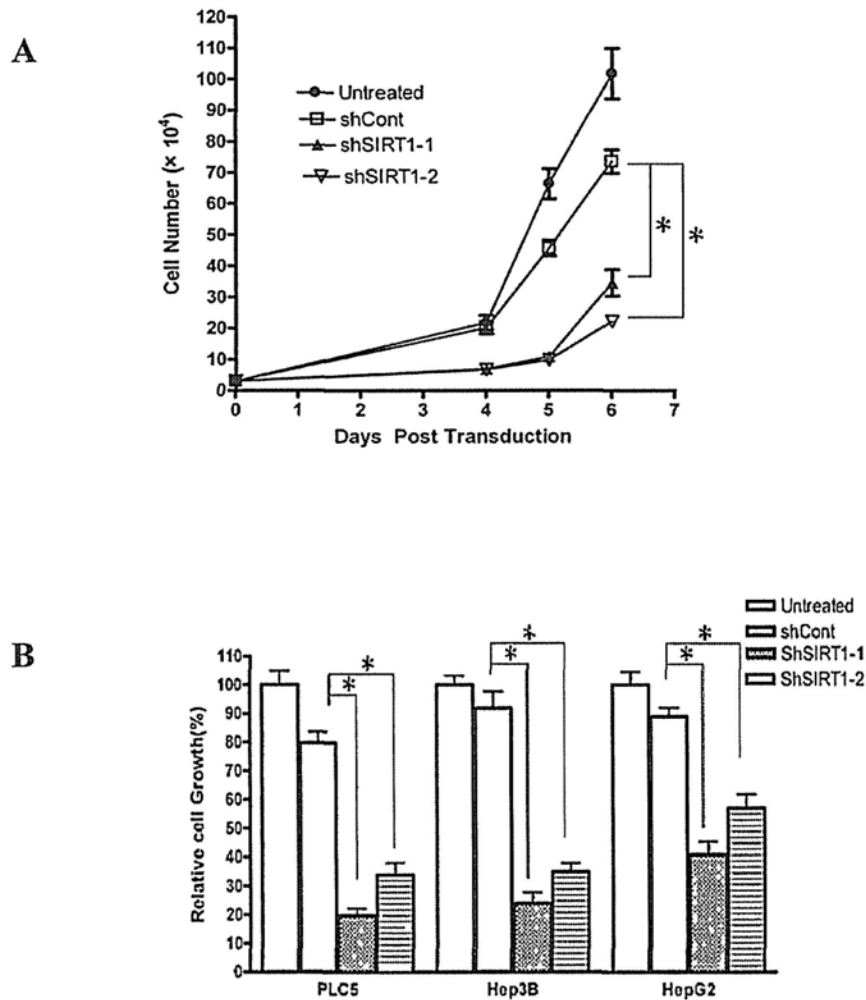 A
120
110
100
90
80
70
60
50
40
30
20
10
0
Cell Number (× 10⁴)
Untreated
shCont
shSIRT1-1
shSIRT1-2
*
*
0 1 2 3 4 5 6 7
Days Post Transduction
B
Untreated
shCont
ShSIRT1-1
ShSIRT1-2
110
100
90
80
70
60
50
40
30
20
10
0
Relative cell Growth(%)
* *
* *
* *
PLC5 Hep3B HepG2